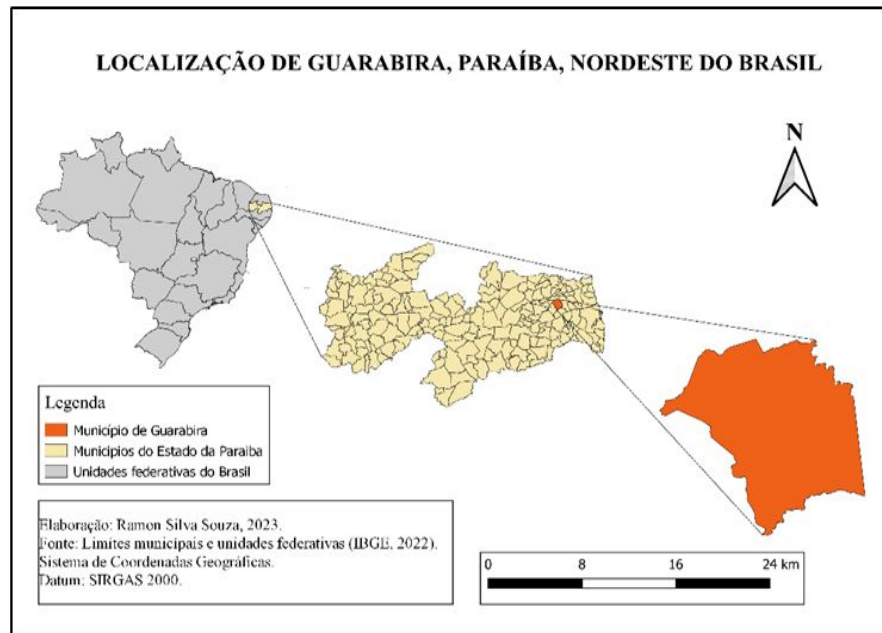 LOCALIZAÇÃO DE GUARABIRA, PARAÍBA, NORDESTE DO BRASIL
N
Legenda
Município de Guarabira
Municipios do Estado da Paraiba
Unidades federativas do Brasil
Elaboração: Ramon Silva Souza, 2023.
Fonte: Limites municipais e unidades federativas (IBGE, 2022).
Sistema de Coordenadas Geográficas.
Datum: SIRGAS 2000.
0 8 16 24 km